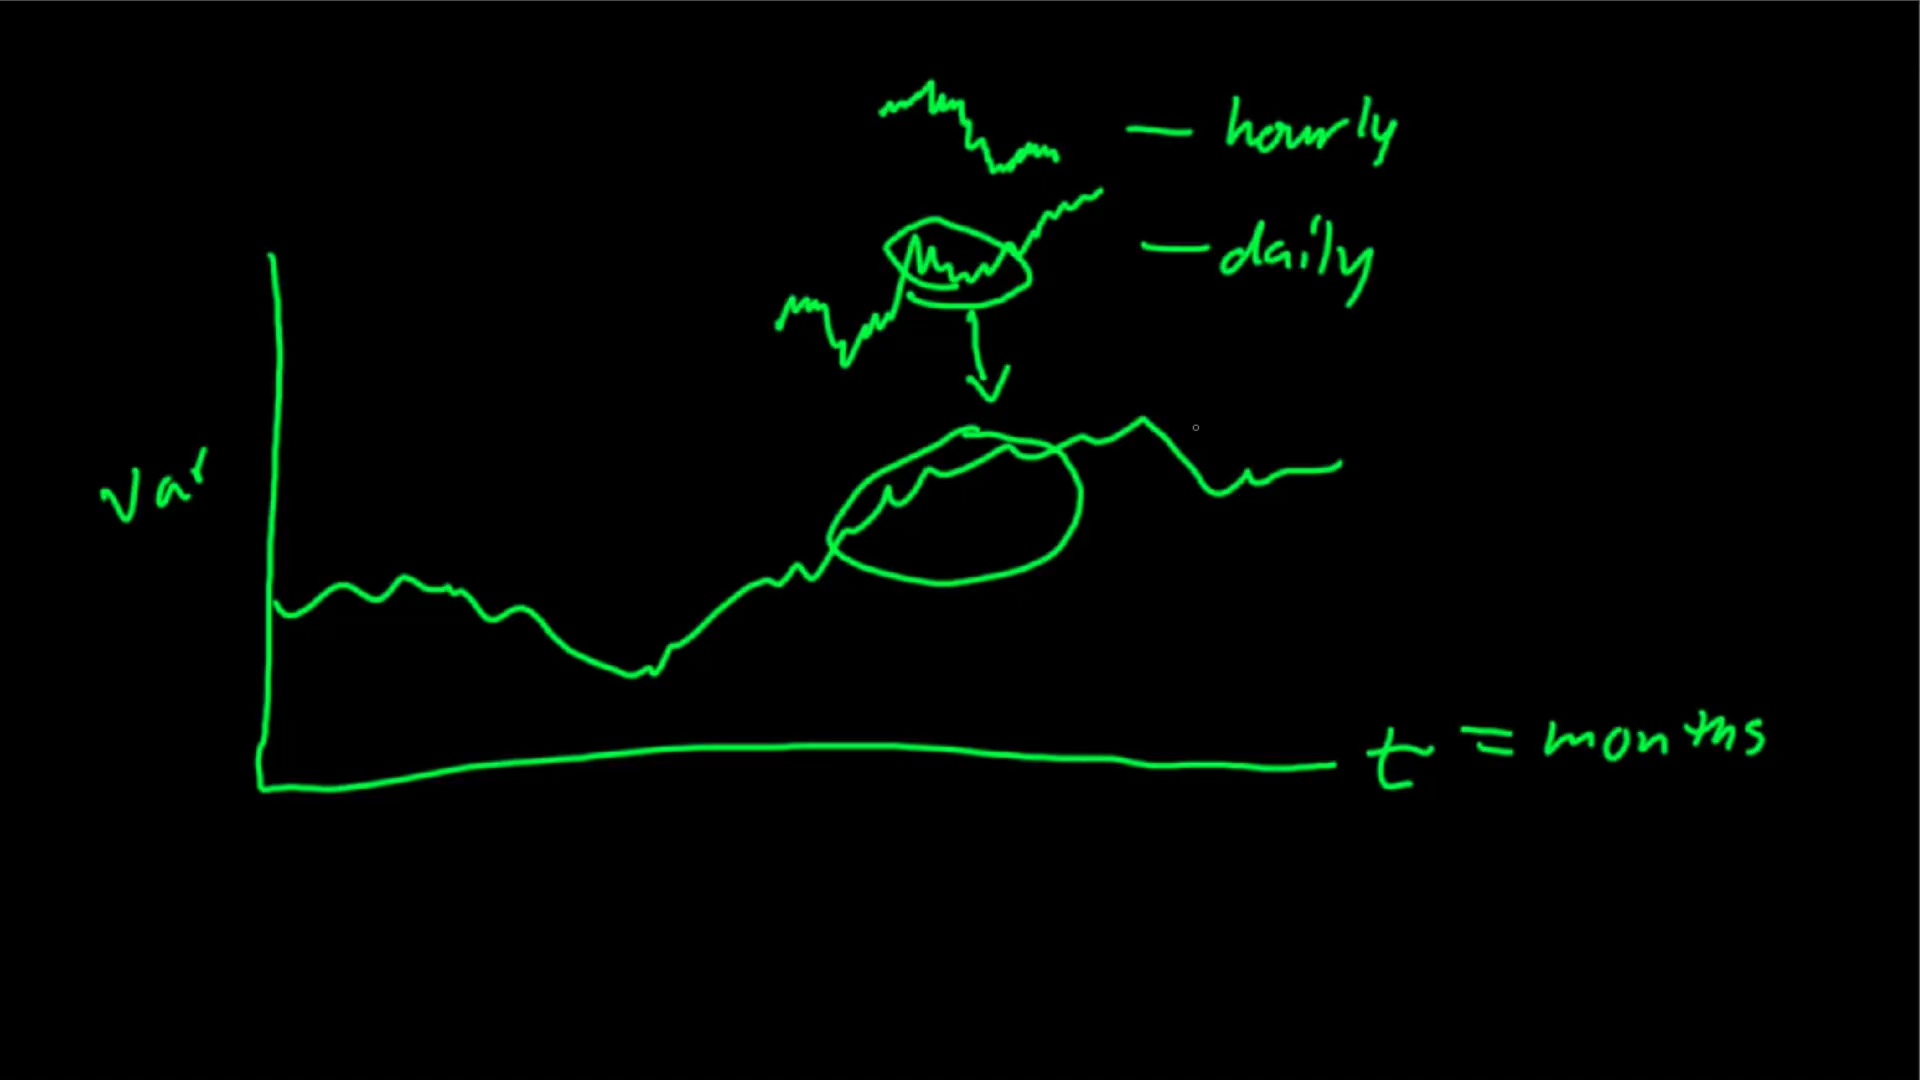 — hourly
— daily
Var
t = months